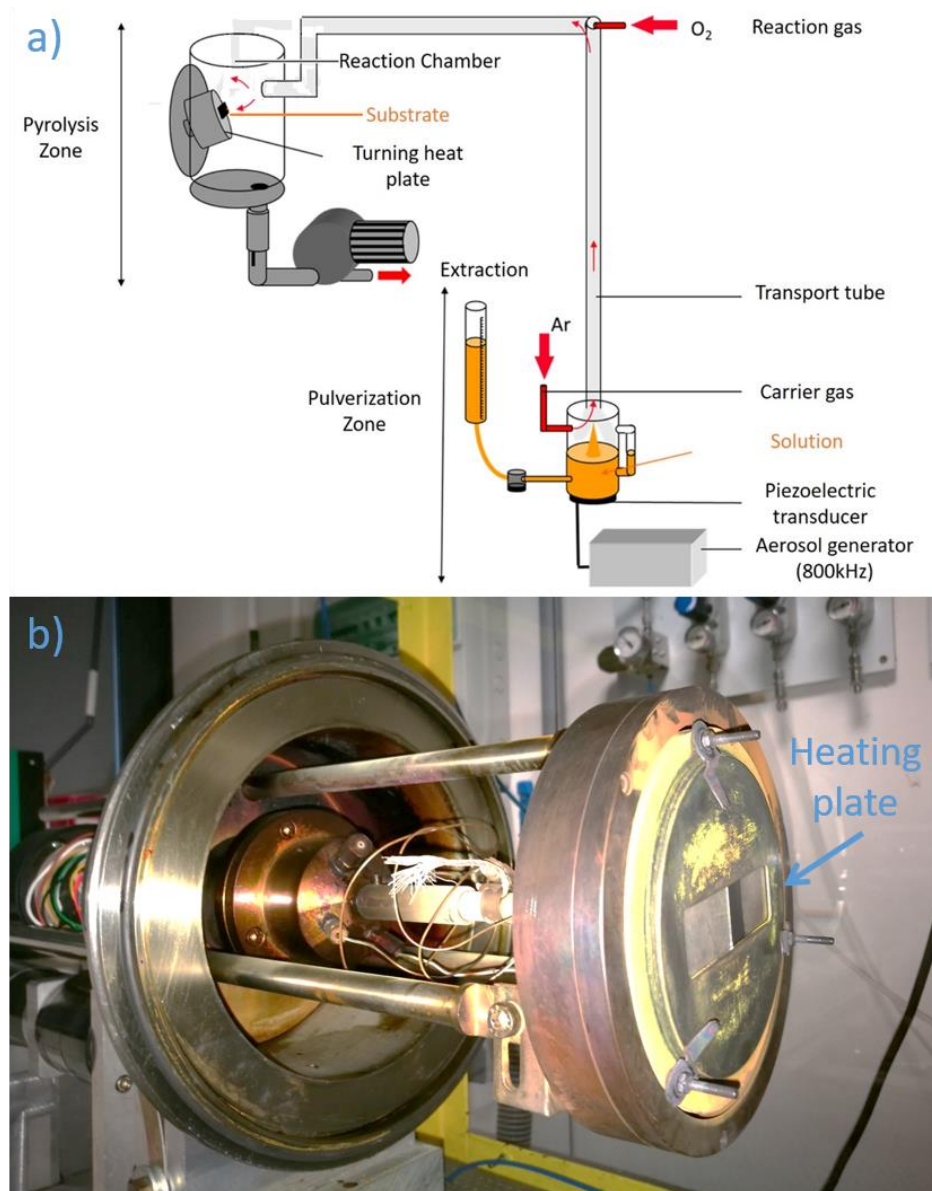 a)
O2
Reaction gas
Reaction Chamber
Substrate
Pyrolysis
Zone
Turning heat
plate
Extraction
Transport tube
Ar
Pulverization
Zone
Carrier gas
Solution
Piezoelectric
transducer
Aerosol generator
(800kHz)
b)
Heating
plate